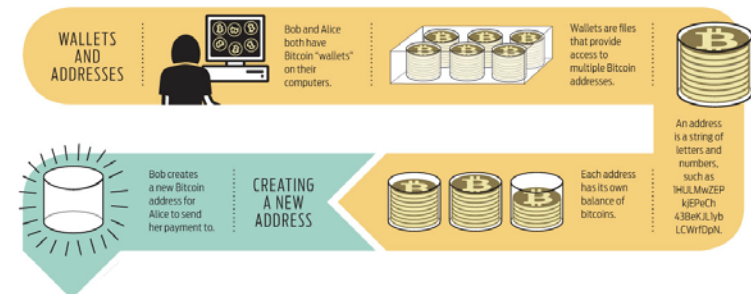 WALLETS
AND
ADDRESSES
Bob and Alice
both have
Bitcoin "wallets"
on their
computers.
Wallets are files
that provide
access to
multiple Bitcoin
addresses.
An address
is a string of
letters and
numbers,
such as
1HULMwZEP
kjEPeCh
43BeKJL1yb
LCWrfDpN.
Each address
has its own
balance of
bitcoins.
CREATING
A NEW
ADDRESS
Bob creates
a new Bitcoin
address for
Alice to send
her payment to.